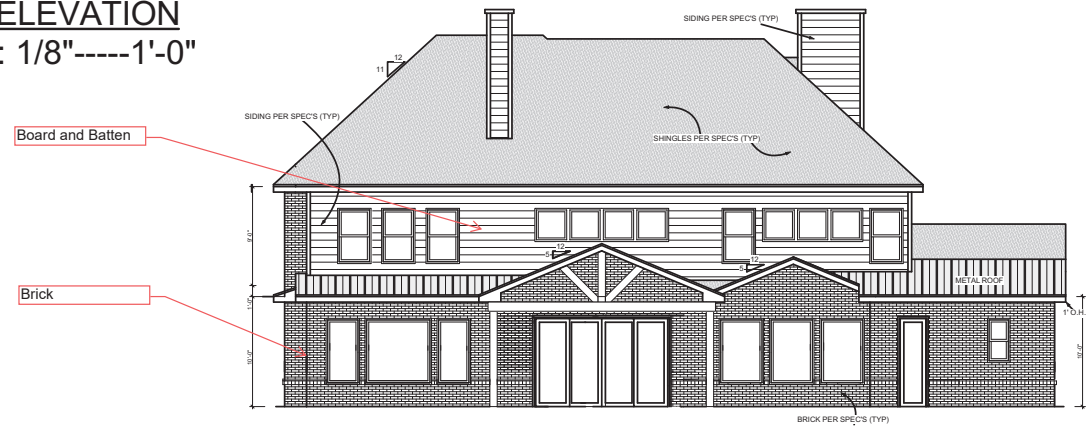 ELEVATION
: 1/8"-----1'-0"
SIDING PER SPEC'S (TYP)
12
11
SIDING PER SPEC'S (TYP)
Board and Batten
SHINGLES PER SPEC'S (TYP)
9'-0"
12
5
12
5
METAL ROOF
Brick
1'-0"
1' O.H.
10'-0"
10'-0"
BRICK PER SPEC'S (TYP)